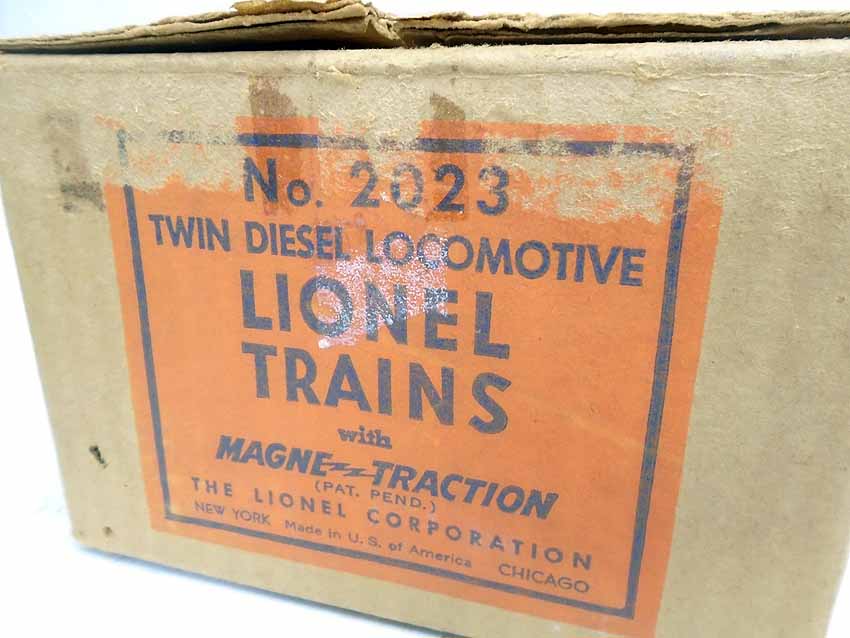 No. 2023
TWIN DIESEL LOCOMOTIVE
LIONEL
TRAINS
with
MAGNE-TRACTION
(PAT. PEND.)
THE LIONEL CORPORATION
NEW YORK Made in U. S. of America CHICAGO